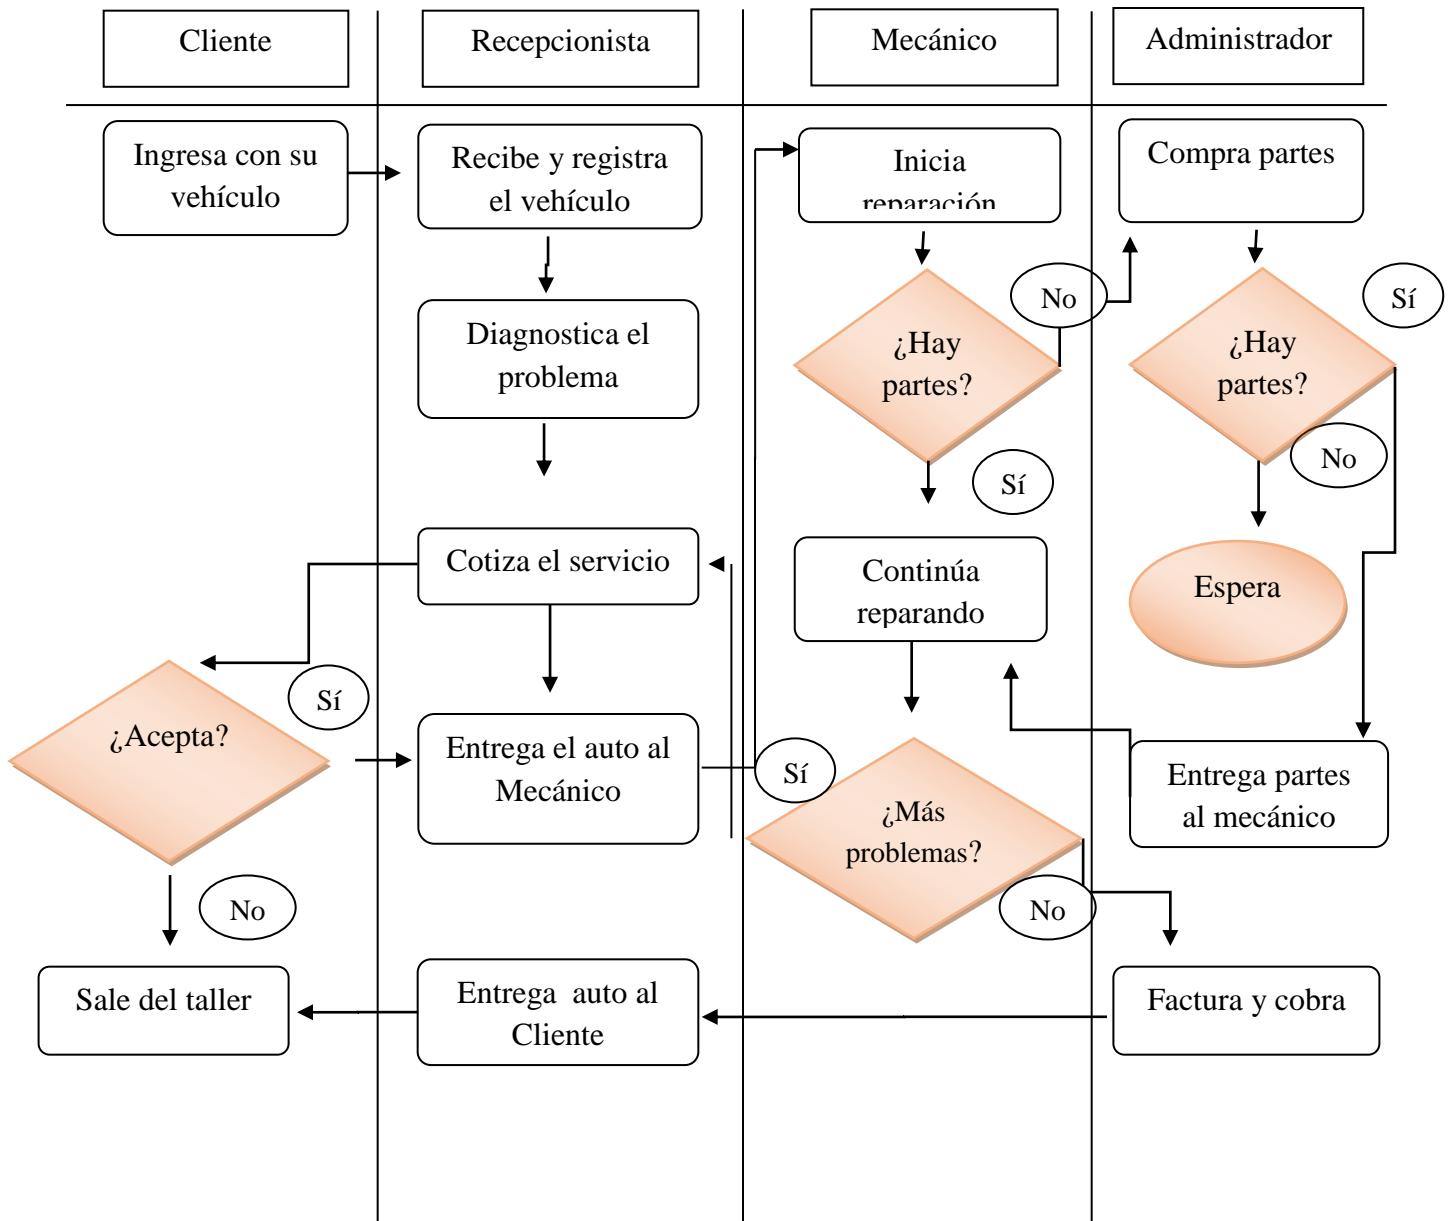 Cliente
Recepcionista
Mecánico
Administrador
Ingresa con su
vehículo
Recibe y registra
el vehículo
Inicia
reparación
Compra partes
Diagnostica el
problema
¿Hay
partes?
No
¿Hay
partes?
Sí
No
Sí
Cotiza el servicio
Continúa
reparando
Espera
¿Acepta?
Sí
Entrega el auto al
Mecánico
Sí
¿Más
problemas?
Entrega partes
al mecánico
No
No
Sale del taller
Entrega auto al
Cliente
Factura y cobra